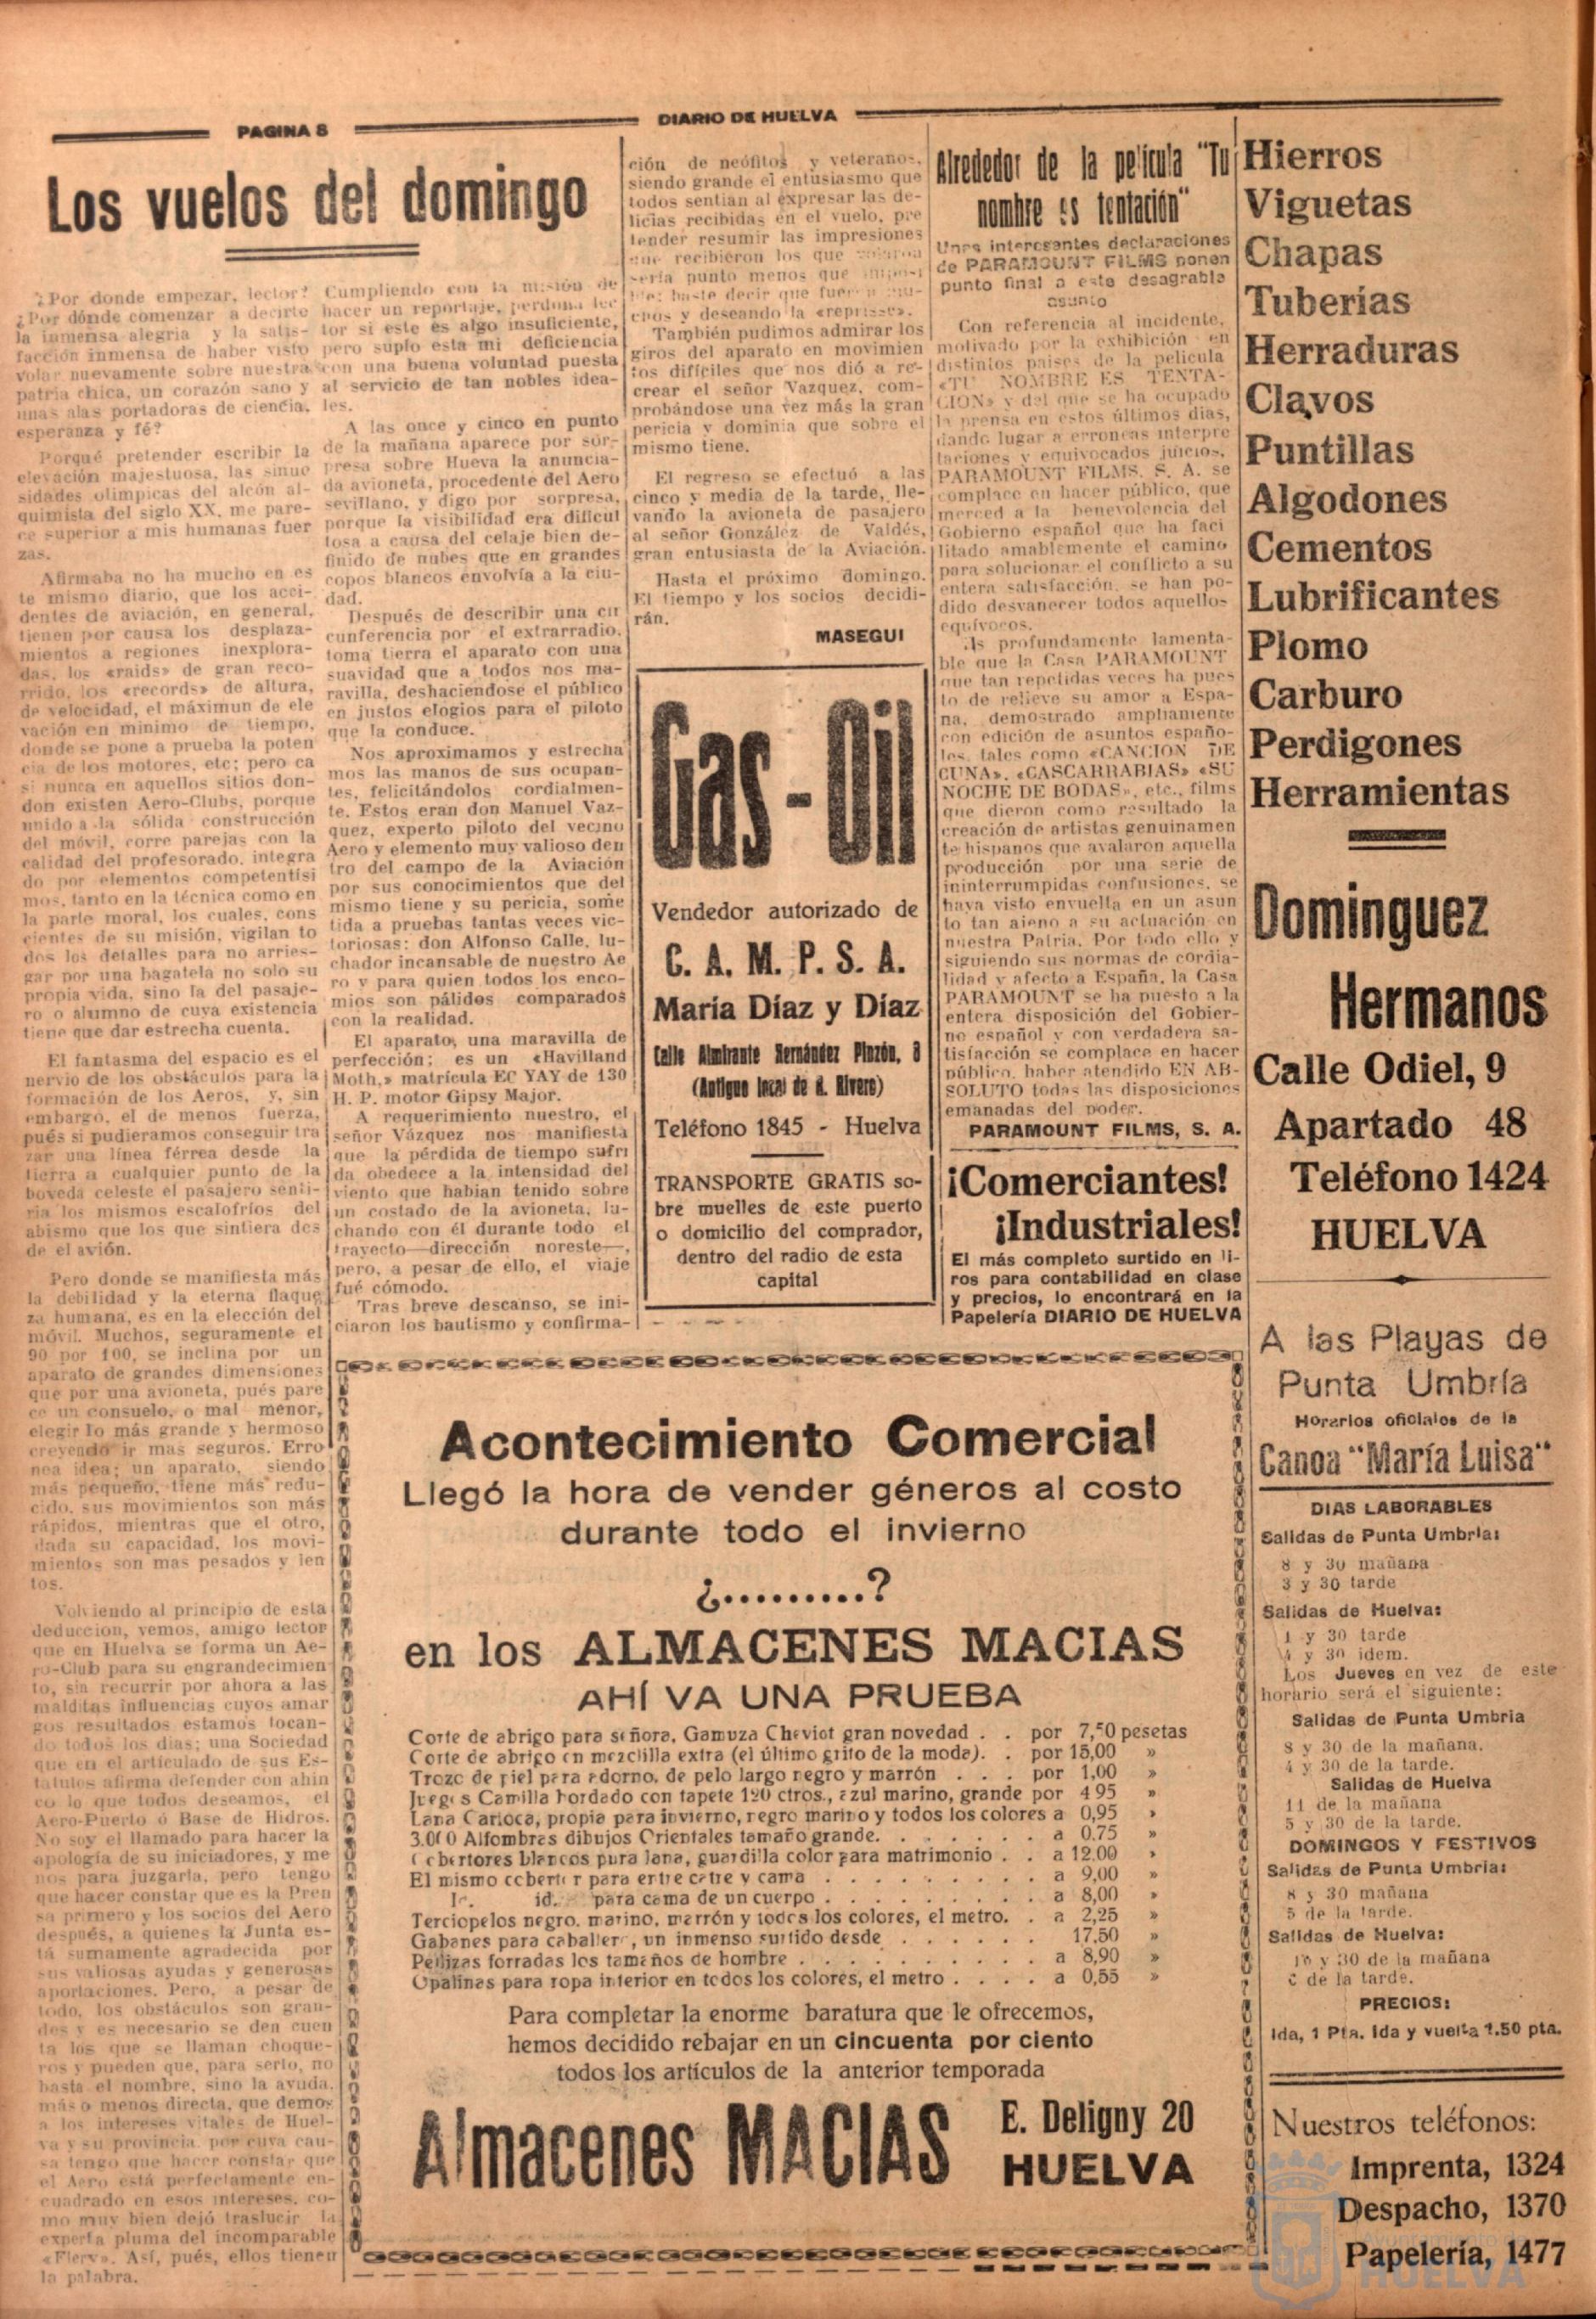 PAGINA 8
DIARIO DE HUELVA
Los vuelos del domingo
¿Por donde empezar, lector?
¿Por dónde comenzar a decirte
la inmensa alegría y la satis-
facción inmensa de haber visto
volar nuevamente sobre nuestra
patria chica, un corazón sano y
unas alas portadoras de ciencia,
esperanza y fé?
Porqué pretender escribir la
elevación majestuosa, las sinuo
sidades olimpicas del alcón al-
quimista del siglo XX, me pare-
ce superior a mis humanas fuer
zas.
Afirmaba no ha mucho en es
te mismo diario, que los acci-
dentes de aviación, en general,
tienen por causa los desplaza-
mientos a regiones inexplora-
das, los «raids» de gran reco-
rrido, los «records» de altura,
de velocidad, el máximun de ele
vación en minimo de tiempo,
donde se pone a prueba la poten
cia de los motores, etc; pero ca
si nunca en aquellos sitios don-
don existen Aero-Clubs, porque
unido a la sólida construcción
del móvil, corre parejas con la
calidad del profesorado, integra
do por elementos competentísi
mos, tanto en la técnica como en
la parte moral, los cuales, cons
cientes de su misión, vigilan to
dos los detalles para no arries-
gar por una bagatela no solo su
propia vida, sino la del pasaje-
ro o alumno de cuya existencia
tiene que dar estrecha cuenta.
El fantasma del espacio es el
nervio de los obstáculos para la
formación de los Aeros, y, sin
embargo, el de menos fuerza,
pués si pudieramos conseguir tra
zar una línea férrea desde la
tierra a cualquier punto de la
boveda celeste el pasajero senti-
ria los mismos escalofríos del
abismo que los que sintiera des
de el avión.
Pero donde se manifiesta más
la debilidad y la eterna flaque
za humana, es en la elección del
móvil. Muchos, seguramente el
90 por 100, se inclina por un
aparato de grandes dimensiones
que por una avioneta, pués pare
ce un consuelo, o mal menor,
elegir lo más grande y hermoso
creyendo ir mas seguros. Erro
nea idea; un aparato, siendo
más pequeño, tiene más redu-
cido, sus movimientos son más
rápidos, mientras que el otro,
dada su capacidad, los movi-
mientos son mas pesados y len
tos.
Volviendo al principio de esta
deduccion, vemos, amigo lector
que en Huelva se forma un Ae-
ro-Club para su engrandecimien
to, sin recurrir por ahora a las
malditas influencias cuyos amar
gos resultados estamos tocan-
do todos los dias; una Sociedad
que en el articulado de sus Es-
tatutos afirma defender con ahin
co lo que todos deseamos, el
Aero-Puerto ó Base de Hidros.
No soy el llamado para hacer la
apología de su iniciadores, y me
nos para juzgarla, pero tengo
que hacer constar que es la Pren
sa primero y los socios del Aero
después, a quienes la Junta es-
tá sumamente agradecida por
sus valiosas ayudas y generosas
aportaciones. Pero, a pesar de
todo, los obstáculos son gran-
des y es necesario se den cuen
ta los que se llaman choque-
ros y pueden que, para serlo, no
basta el nombre, sino la ayuda,
más o menos directa, que demos
a los intereses vitales de Huel-
va y su provincia por cuya cau-
sa tengo que hacer constar que
el Aero está perfectamente en-
cuadrado en esos intereses, co-
mo muy bien dejó traslucir la
experta pluma del incomparable
«Flery». Así, pués, ellos tienen
la palabra.
Cumpliendo con la misión de
hacer un reportaje, perdona lec
tor si este es algo insuficiente,
pero suplo esta mi deficiencia
con una buena voluntad puesta
al servicio de tan nobles idea-
les.
A las once y cinco en punto
de la mañana aparece por sor-
presa sobre Hueva la anuncia-
da avioneta, procedente del Aero
sevillano, y digo por sorpresa,
porque la visibilidad era dificul
tosa a causa del celaje bien de-
finido de nubes que en grandes
copos blancos envolvía a la ciu-
dad.
Después de describir una cir
cunferencia por el extrarradio,
toma tierra el aparato con una
suavidad que a todos nos ma-
ravilla, deshaciendose el público
en justos elogios para el piloto
que la conduce.
Nos aproximamos y estrecha
mos las manos de sus ocupan-
tes, felicitándolos cordialmen-
te. Estos eran don Manuel Vaz-
quez, experto piloto del vecino
Aero y elemento muy valioso den
tro del campo de la Aviación
por sus conocimientos que del
mismo tiene y su pericia, some
tida a pruebas tantas veces vic-
toriosas; don Alfonso Calle, lu-
chador incansable de nuestro Ae
ro y para quien todos los enco-
mios son pálidos comparados
con la realidad.
El aparato, una maravilla de
perfección; es un «Havilland
Moth,» matrícula EC YAY de 130
H. P. motor Gipsy Major.
A requerimiento nuestro, el
señor Vázquez nos manifiesta
que la pérdida de tiempo sufri
da obedece a la intensidad del
viento que habian tenido sobre
un costado de la avioneta, lu-
chando con él durante todo el
trayecto—dirección noreste—,
pero, a pesar de ello, el viaje
fué cómodo.
Tras breve descanso, se ini-
ciaron los bautismo y confirma-
ción de neófitos y veteranos,
siendo grande el entusiasmo que
todos sentían al expresar las de-
licias recibidas en el vuelo, pre
tender resumir las impresiones
que recibieron los que volaron
sería punto menos que imposi
ble; baste decir que fueron mu-
chos y deseando la «reprisse».
También pudimos admirar los
giros del aparato en movimien
tos difíciles que nos dió a re-
crear el señor Vazquez, com-
probándose una vez más la gran
pericia y dominia que sobre el
mismo tiene.
El regreso se efectuó a las
cinco y media de la tarde, lle-
vando la avioneta de pasajero
al señor González de Valdés,
gran entusiasta de la Aviación.
Hasta el próximo domingo.
El tiempo y los socios decidi-
rán.
MASEGUI
Gas-Oil
Vendedor autorizado de
C. A. M. P. S. A.
María Díaz y Díaz
Calle Almirante Hernández Pinzón, 3
(Antiguo local de A. Rivero)
Teléfono 1845 - Huelva
TRANSPORTE GRATIS so-
bre muelles de este puerto
o domicilio del comprador,
dentro del radio de esta
capital
Alrededor de la película "Tu
nombre es tentación"
Unas interesantes declaraciones
de PARAMOUNT FILMS ponen
punto final a este desagrable
asunto
Con referencia al incidente,
motivado por la exhibición en
distintos paises de la película
«TU NOMBRE ES TENTA-
CION» y del que se ha ocupado
la prensa en estos últimos dias,
dando lugar a erroneas interpre
taciones y equivocados juicios,
PARAMOUNT FILMS, S. A. se
complace en hacer público, que
merced a la benevolencia del
Gobierno español que ha faci
litado amablemente el camino
para solucionar el conflicto a su
entera satisfacción, se han po-
dido desvanecer todos aquellos
equívocos.
Es profundamente lamenta-
ble que la Casa PARAMOUNT
que tan repetidas veces ha pues
to de relieve su amor a Espa-
ña, demostrado ampliamente
con edición de asuntos españo-
les, tales como «CANCION DE
CUNA», «CASCARRABIAS» «SU
NOCHE DE BODAS», etc., films
que dieron como resultado la
creación de artistas genuinamen
te hispanos que avalaron aquella
producción por una serie de
ininterrumpidas confusiones, se
haya visto envuelta en un asun
to tan ajeno a su actuación en
nuestra Patria. Por todo ello y
siguiendo sus normas de cordia-
lidad y afecto a España, la Casa
PARAMOUNT se ha puesto a la
entera disposición del Gobier-
no español y con verdadera sa-
tisfacción se complace en hacer
público, haber atendido EN AB-
SOLUTO todas las disposiciones
emanadas del poder.
PARAMOUNT FILMS, S. A.
¡Comerciantes!
¡Industriales!
El más completo surtido en li-
ros para contabilidad en clase
y precios, lo encontrará en la
Papelería DIARIO DE HUELVA
Hierros
Viguetas
Chapas
Tuberías
Herraduras
Clavos
Puntillas
Algodones
Cementos
Lubrificantes
Plomo
Carburo
Perdigones
Herramientas
Dominguez
Hermanos
Calle Odiel, 9
Apartado 48
Teléfono 1424
HUELVA
A las Playas de
Punta Umbría
Horarios oficiales de la
Canoa "María Luisa"
DIAS LABORABLES
Salidas de Punta Umbría:
8 y 30 mañana
3 y 30 tarde
Salidas de Huelva:
1 y 30 tarde
4 y 30 idem.
Los Jueves en vez de este
horario será el siguiente:
Salidas de Punta Umbria
8 y 30 de la mañana.
4 y 30 de la tarde.
Salidas de Huelva
11 de la mañana
5 y 30 de la tarde.
DOMINGOS Y FESTIVOS
Salidas de Punta Umbría:
8 y 30 mañana
5 de la tarde.
Salidas de Huelva:
10 y 30 de la mañana
de la tarde.
PRECIOS:
Ida, 1 Pta. Ida y vuelta 1.50 pta.
Nuestros teléfonos:
Imprenta, 1324
Despacho, 1370
Papelería, 1477
Acontecimiento Comercial
Llegó la hora de vender géneros al costo
durante todo el invierno
¿.........?
en los ALMACENES MACIAS
AHÍ VA UNA PRUEBA
Corte de abrigo para señora, Gamuza Cheviot gran novedad . . por 7,50 pesetas
Corte de abrigo en mezclilla extra (el último grito de la moda). . por 15,00 »
Trozo de piel para adorno, de pelo largo negro y marrón . . . por 1,00 »
Juegos Camilla bordado con tapete 120 ctros., azul marino, grande por 4 95 »
Lana Carioca, propia para invierno, negro marino y todos los colores a 0,95 »
3.000 Alfombras dibujos Orientales tamaño grande. . . . . . . . a 0.75 »
Cobertores blancos pura lana, guardilla color para matrimonio . . a 12,00 »
El mismo cobertor para entre catre y cama . . . . . . . . . a 9,00 »
Id. id. para cama de un cuerpo . . . . . . . . . a 8,00 »
Terciopelos negro, marino, marrón y todos los colores, el metro. . a 2,25 »
Gabanes para caballero, un inmenso surtido desde . . . . . . 17,50 »
Pellizas forradas los tamaños de hombre . . . . . . . . . . a 8,90 »
Opalinas para ropa interior en todos los colores, el metro . . . . a 0,55 »
Para completar la enorme baratura que le ofrecemos,
hemos decidido rebajar en un cincuenta por ciento
todos los artículos de la anterior temporada
Almacenes MACIAS
E. Deligny 20
HUELVA
HUELVA